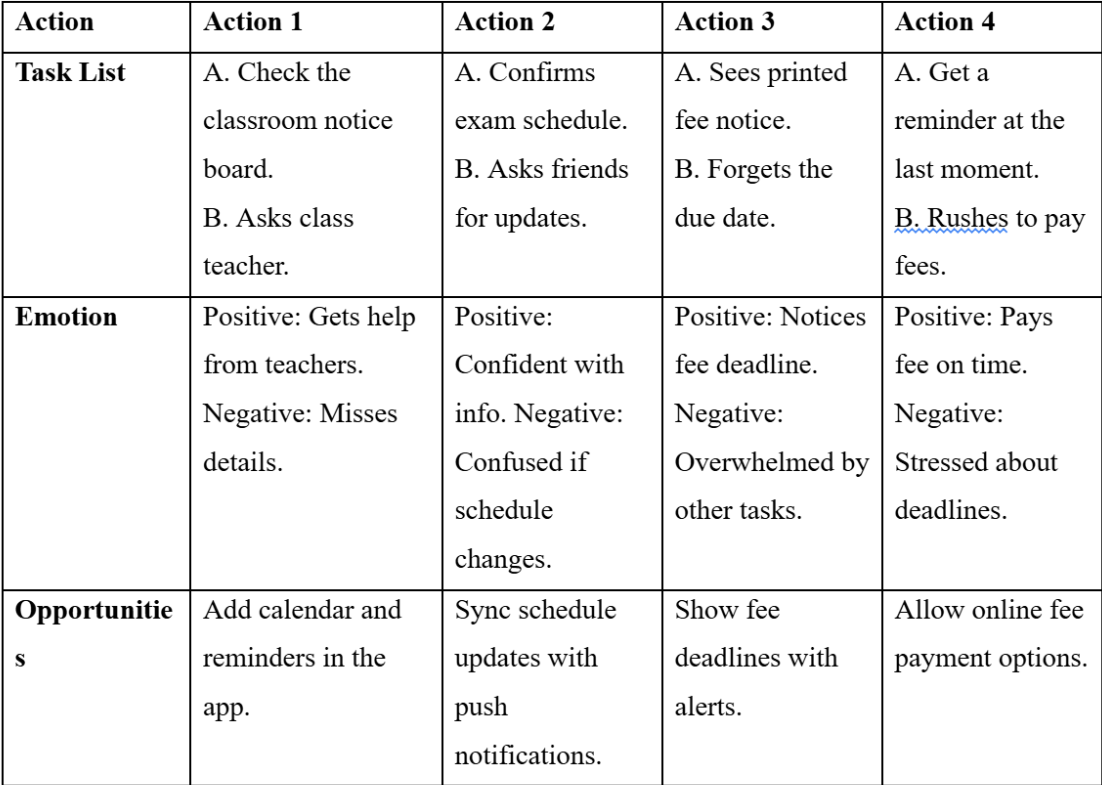 Action
Action 1
Action 2
Action 3
Action 4
Task List
A. Check the
classroom notice
board.
B. Asks class
teacher.
A. Confirms
exam schedule.
B. Asks friends
for updates.
A. Sees printed
fee notice.
B. Forgets the
due date.
A. Get a
reminder at the
last moment.
B. Rushes to pay
fees.
Emotion
Positive: Gets help
from teachers.
Negative: Misses
details.
Positive:
Confident with
info. Negative:
Confused if
schedule
changes.
Positive: Notices
fee deadline.
Negative:
Overwhelmed by
other tasks.
Positive: Pays
fee on time.
Negative:
Stressed about
deadlines.
Opportunitie
s
Add calendar and
reminders in the
app.
Sync schedule
updates with
push
notifications.
Show fee
deadlines with
alerts.
Allow online fee
payment options.